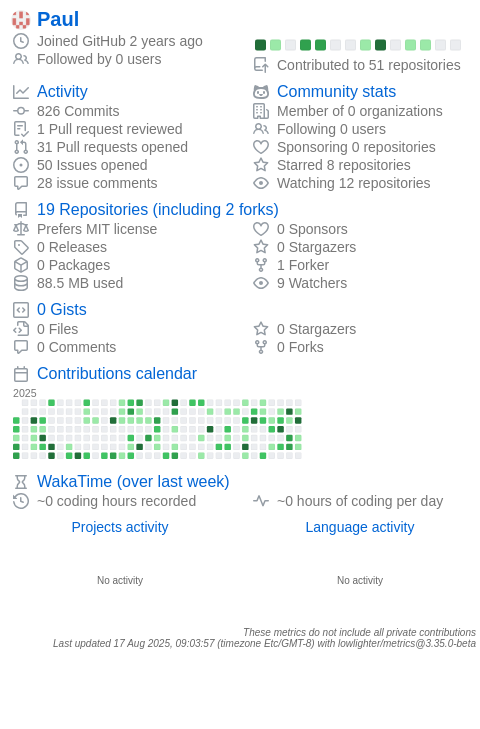 Paul
Joined GitHub 2 years ago
Followed by 0 users
Contributed to 51 repositories
Activity
826 Commits
1 Pull request reviewed
31 Pull requests opened
50 Issues opened
28 issue comments
Community stats
Member of 0 organizations
Following 0 users
Sponsoring 0 repositories
Starred 8 repositories
Watching 12 repositories
19 Repositories (including 2 forks)
Prefers MIT license
0 Releases
0 Packages
88.5 MB used
0 Sponsors
0 Stargazers
1 Forker
9 Watchers
0 Gists
0 Files
0 Comments
0 Stargazers
0 Forks
Contributions calendar
2025
WakaTime (over last week)
~0 coding hours recorded
~0 hours of coding per day
Projects activity
No activity
Language activity
No activity
These metrics do not include all private contributions
Last updated 17 Aug 2025, 09:03:57 (timezone Etc/GMT-8) with lowlighter/metrics@3.35.0-beta